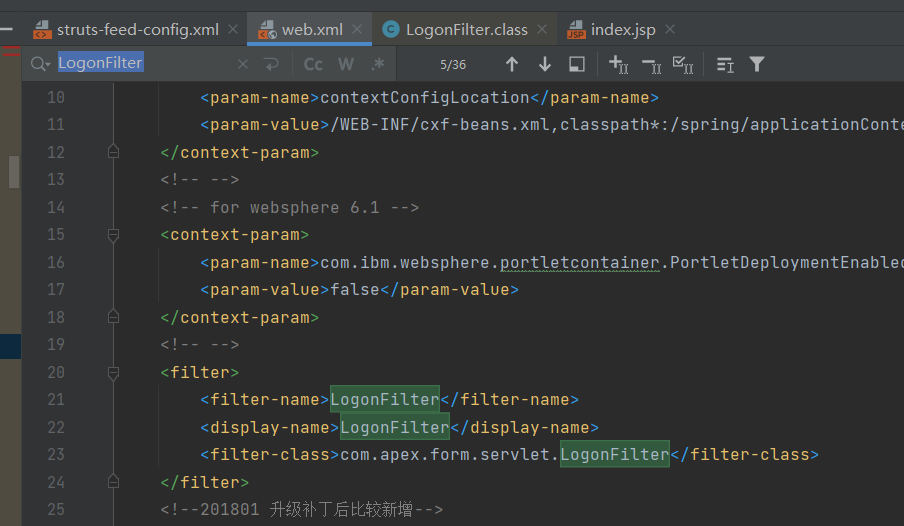 struts-feed-config.xml web.xml LogonFilter.class index.jsp
LogonFilter Cc W .* 5/36
10 <param-name>contextConfigLocation</param-name>
11 <param-value>/WEB-INF/cxf-beans.xml,classpath*:/spring/applicationConte
12 </context-param>
13 <!-- -->
14 <!-- for websphere 6.1 -->
15 <context-param>
16 <param-name>com.ibm.websphere.portletcontainer.PortletDeploymentEnabled
17 <param-value>false</param-value>
18 </context-param>
19 <!-- -->
20 <filter>
21 <filter-name>LogonFilter</filter-name>
22 <display-name>LogonFilter</display-name>
23 <filter-class>com.apex.form.servlet.LogonFilter</filter-class>
24 </filter>
25 <!--201801 升级补丁后比较新增-->